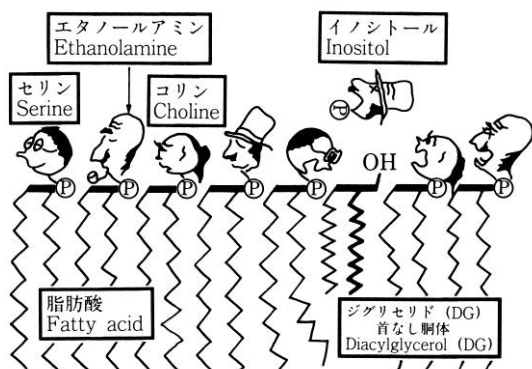 エタノールアミン
Ethanolamine
イノシトール
Inositol
セリン
Serine
コリン
Choline
P
OH
P
P
P
P
P
P
P
脂肪酸
Fatty acid
ジグリセリド (DG)
首なし胴体
Diacylglycerol (DG)